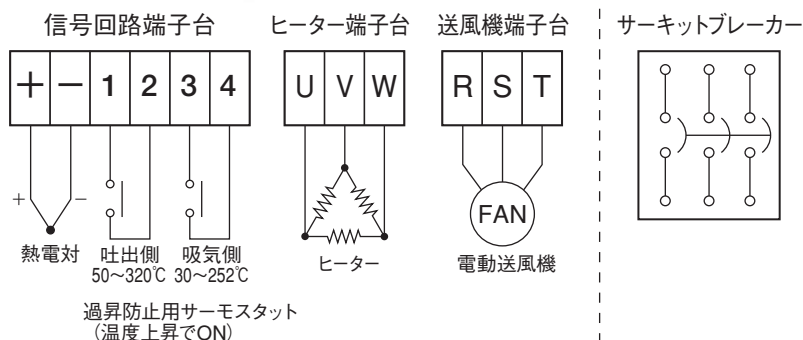 信号回路端子台
ヒーター端子台
送風機端子台
サーキットブレーカー
+ − 1 2 3 4
U V W
R S T
+ −
FAN
熱電対
吐出側
50〜320℃
吸気側
30〜252℃
ヒーター
電動送風機
過昇防止用サーモスタット
(温度上昇でON)